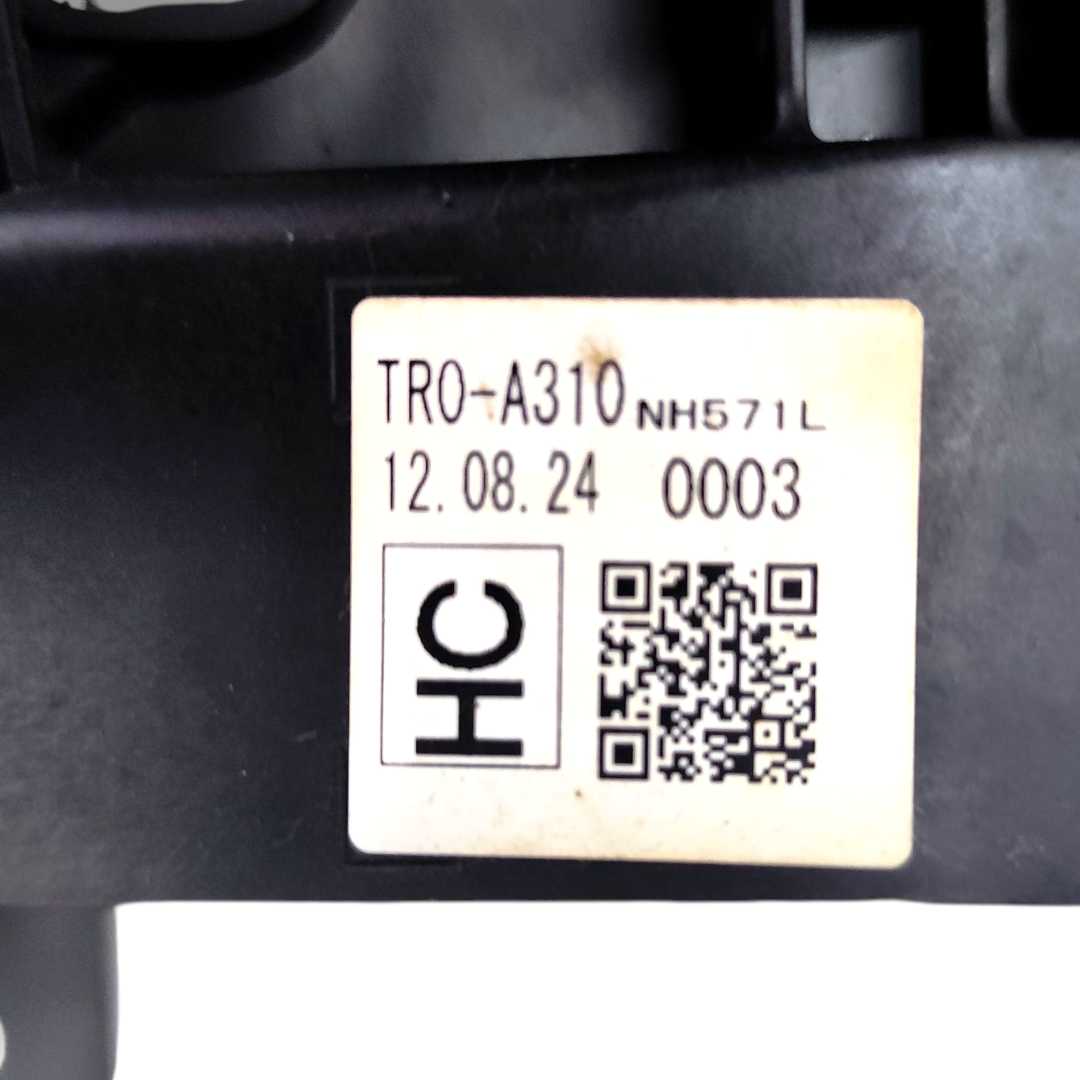 TR0-A310 NH571L
12.08.24 0003
HC